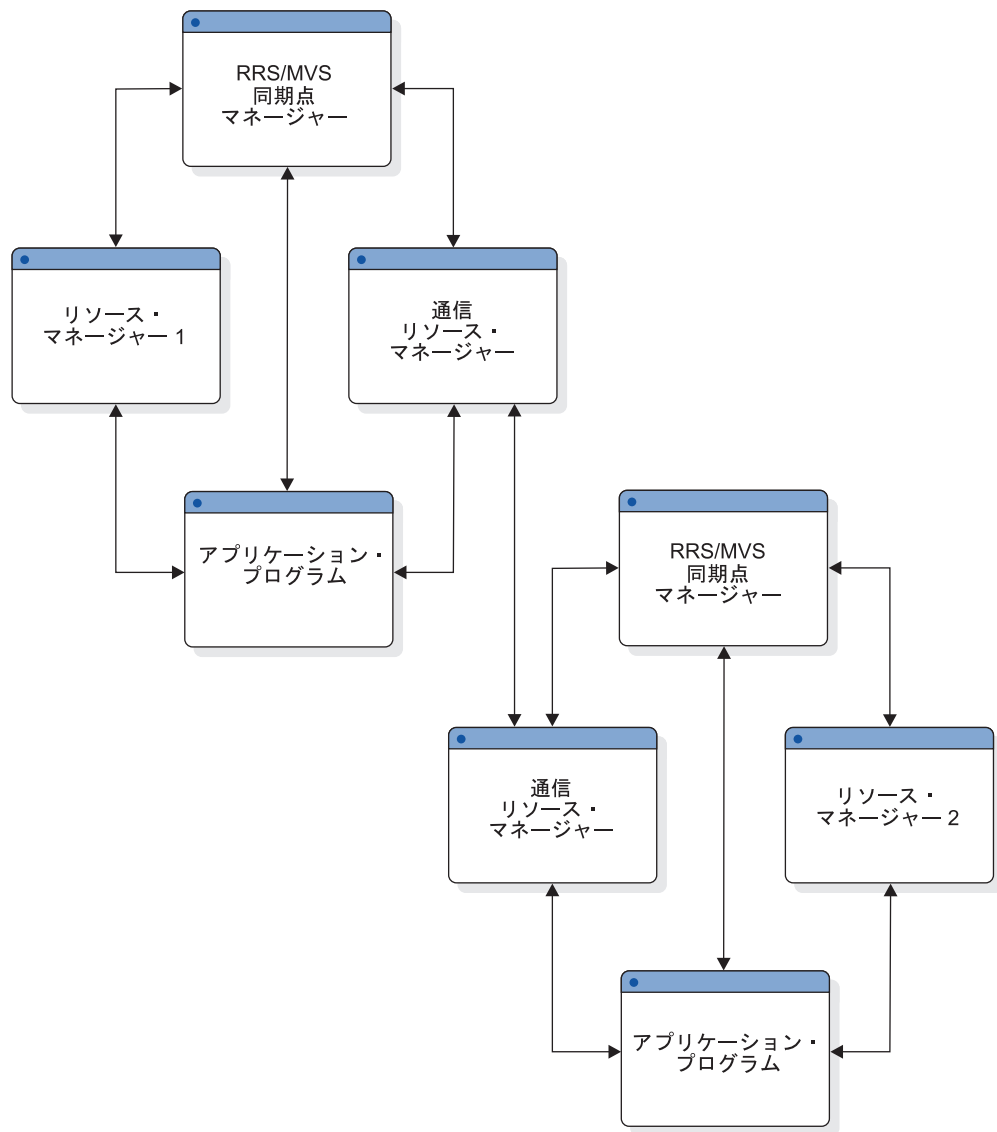 RRS/MVS
同期点
マネージャー
リソース・
マネージャー 1
通信
リソース・
マネージャー
アプリケーション・
プログラム
RRS/MVS
同期点
マネージャー
通信
リソース・
マネージャー
リソース・
マネージャー 2
アプリケーション・
プログラム